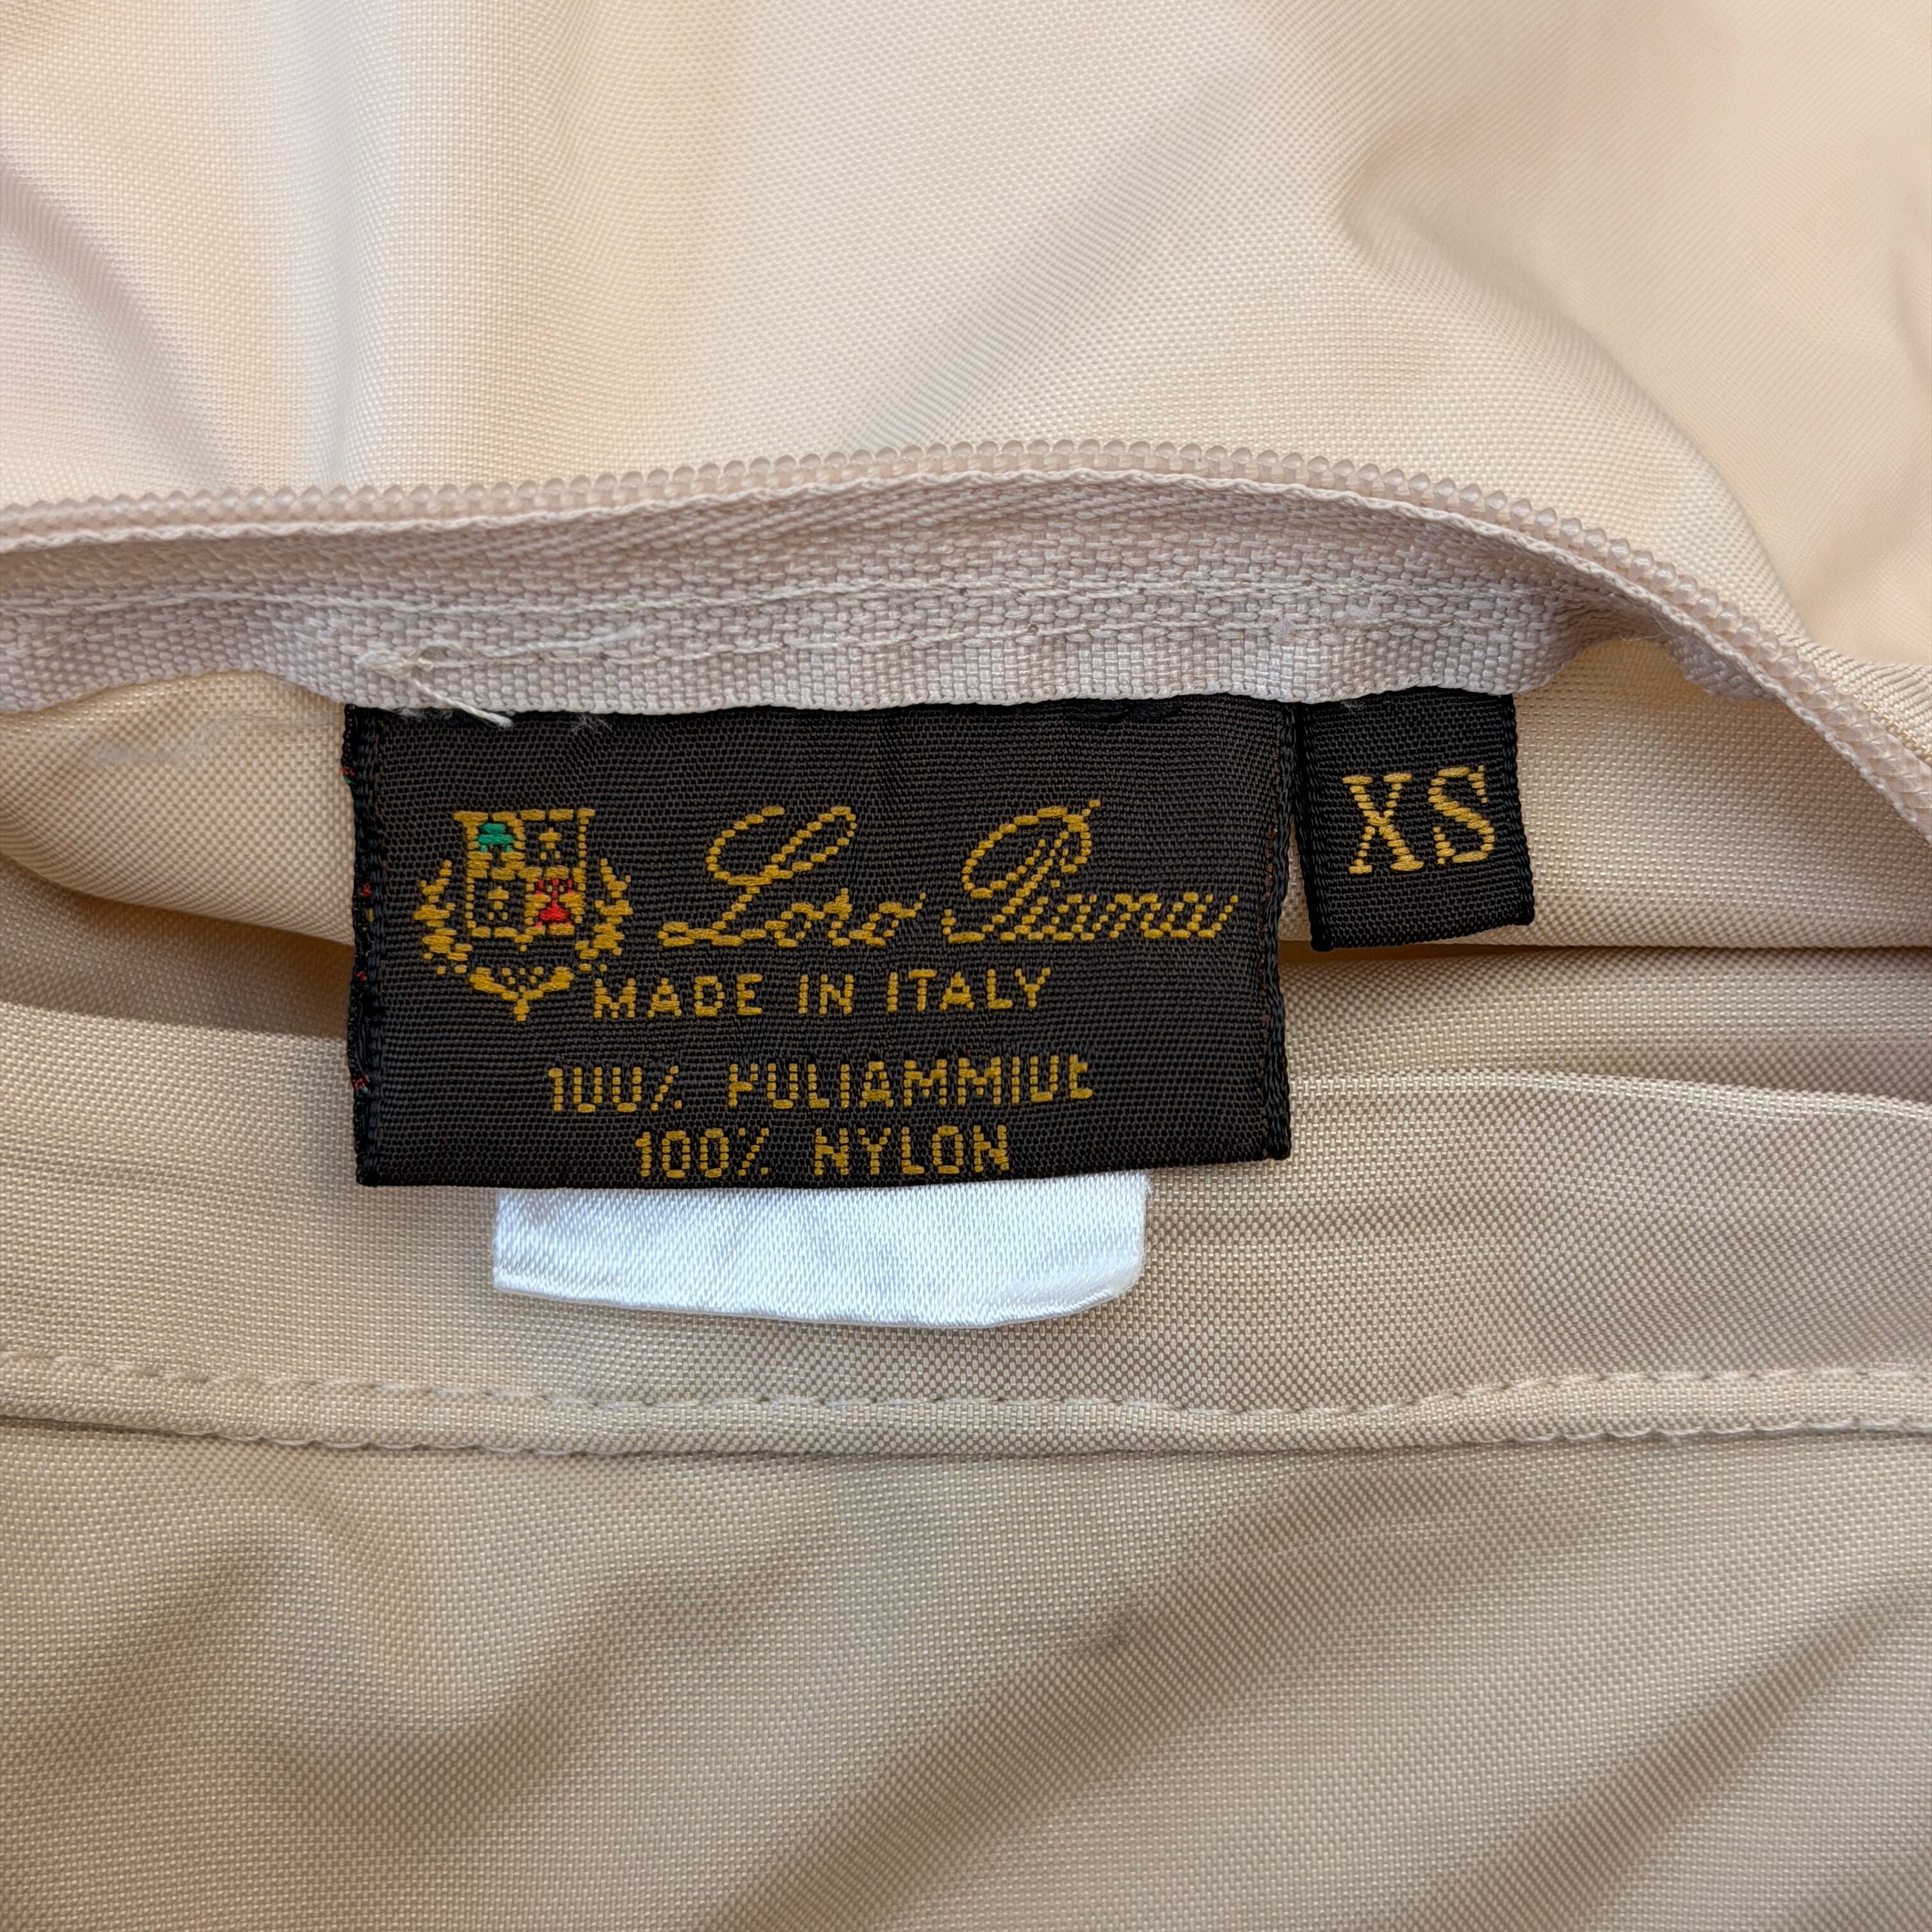 Loro Piana
XS
MADE IN ITALY
100% POLIAMMIDE
100% NYLON